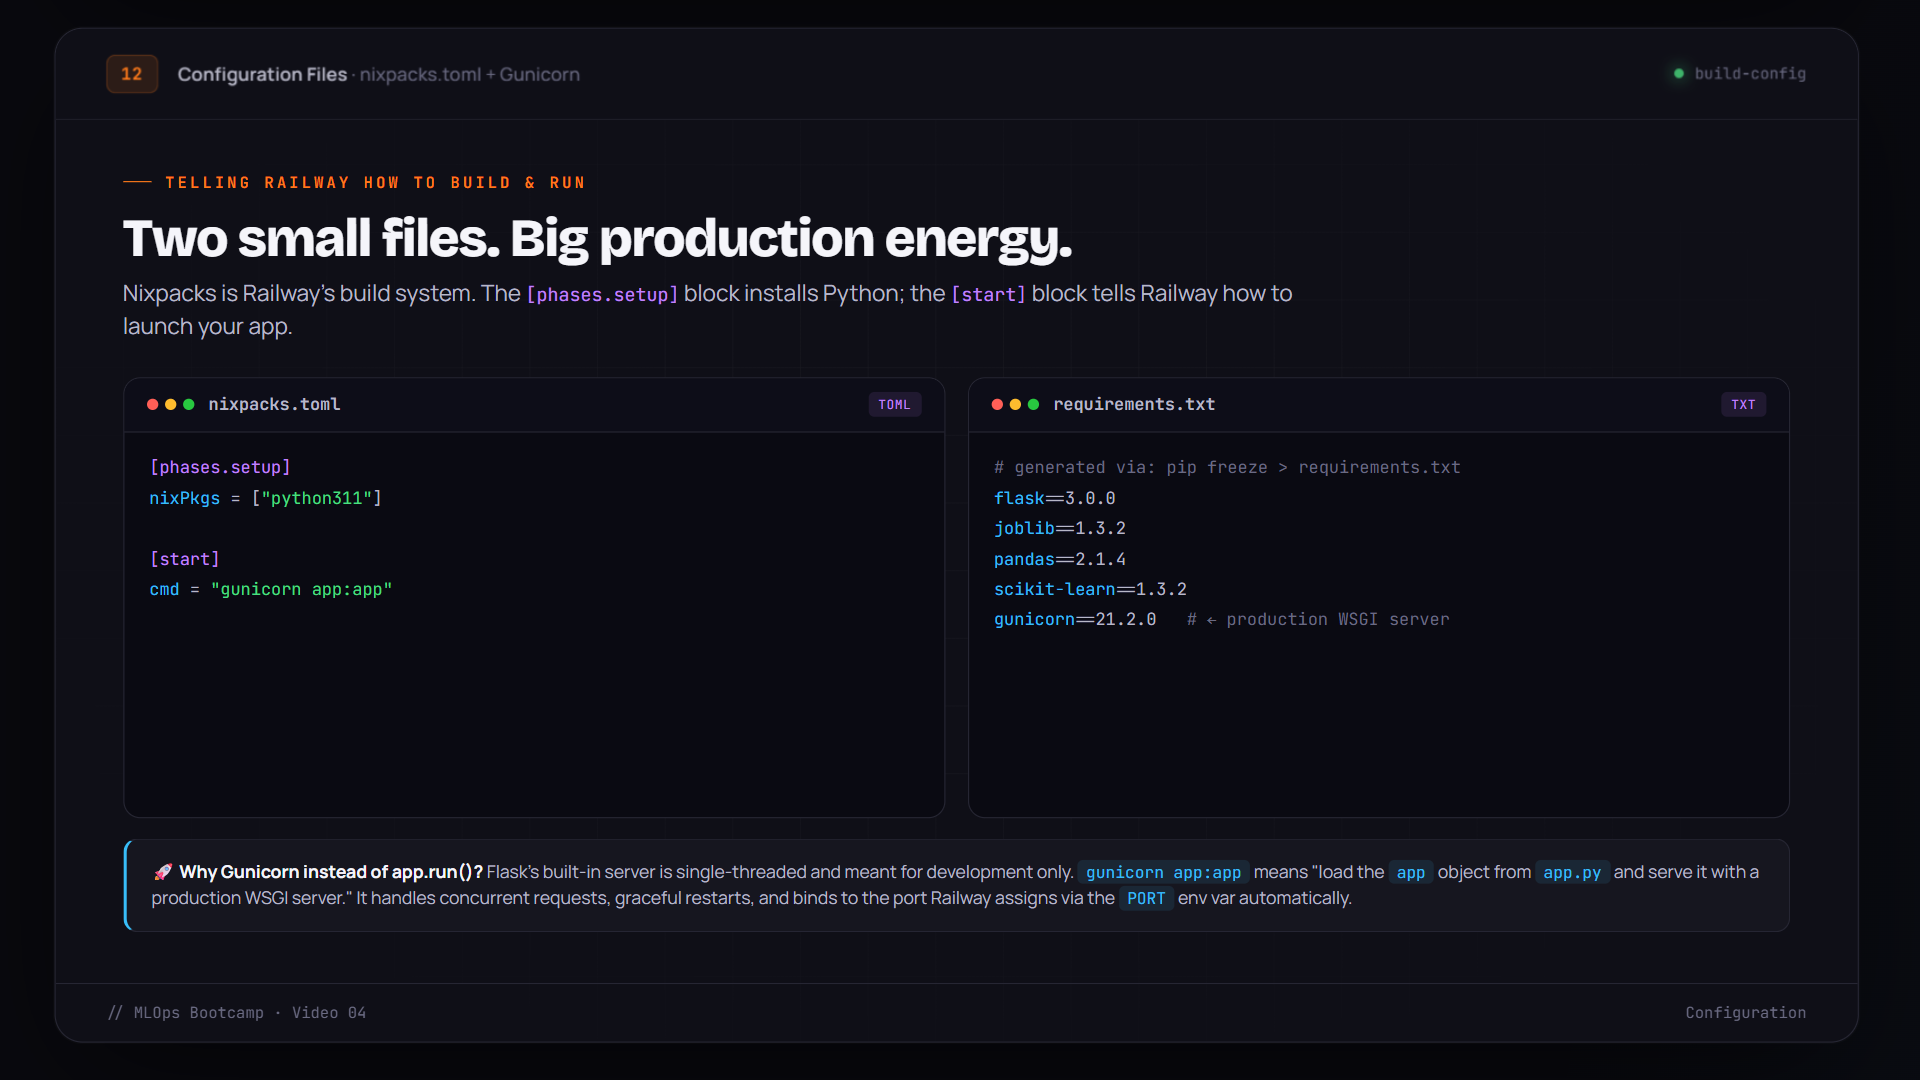 12 Configuration Files · nixpacks.toml + Gunicorn
build-config
TELLING RAILWAY HOW TO BUILD & RUN
Two small files. Big production energy.
Nixpacks is Railway's build system. The [phases.setup] block installs Python; the [start] block tells Railway how to
launch your app.
nixpacks.toml
TOML
[phases.setup]
nixPkgs = ["python311"]
[start]
cmd = "gunicorn app:app"
requirements.txt
TXT
# generated via: pip freeze > requirements.txt
flask==3.0.0
joblib==1.3.2
pandas==2.1.4
scikit-learn==1.3.2
gunicorn==21.2.0 # ← production WSGI server
🚀 Why Gunicorn instead of app.run()? Flask's built-in server is single-threaded and meant for development only. gunicorn app:app means "load the app object from app.py and serve it with a
production WSGI server." It handles concurrent requests, graceful restarts, and binds to the port Railway assigns via the PORT env var automatically.
// MLOps Bootcamp · Video 04
Configuration